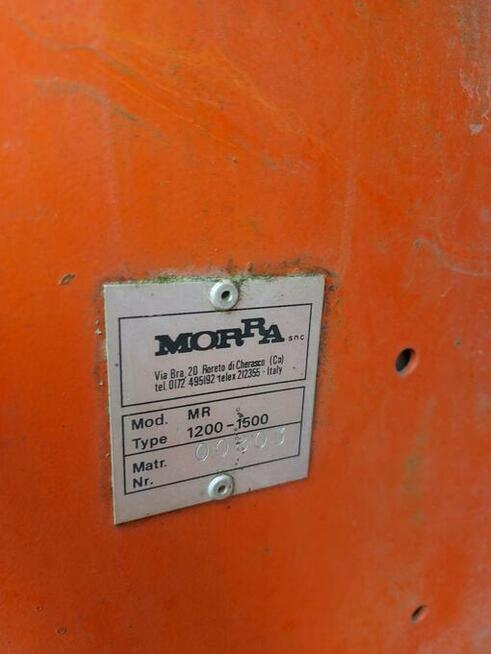 MORRA snc
Via Bra, 20 Roreto di Cherasco (Cn)
tel. 0172 495192 telex 212355 - Italy
Mod. MR
Type 1200-1500
Matr.
Nr.